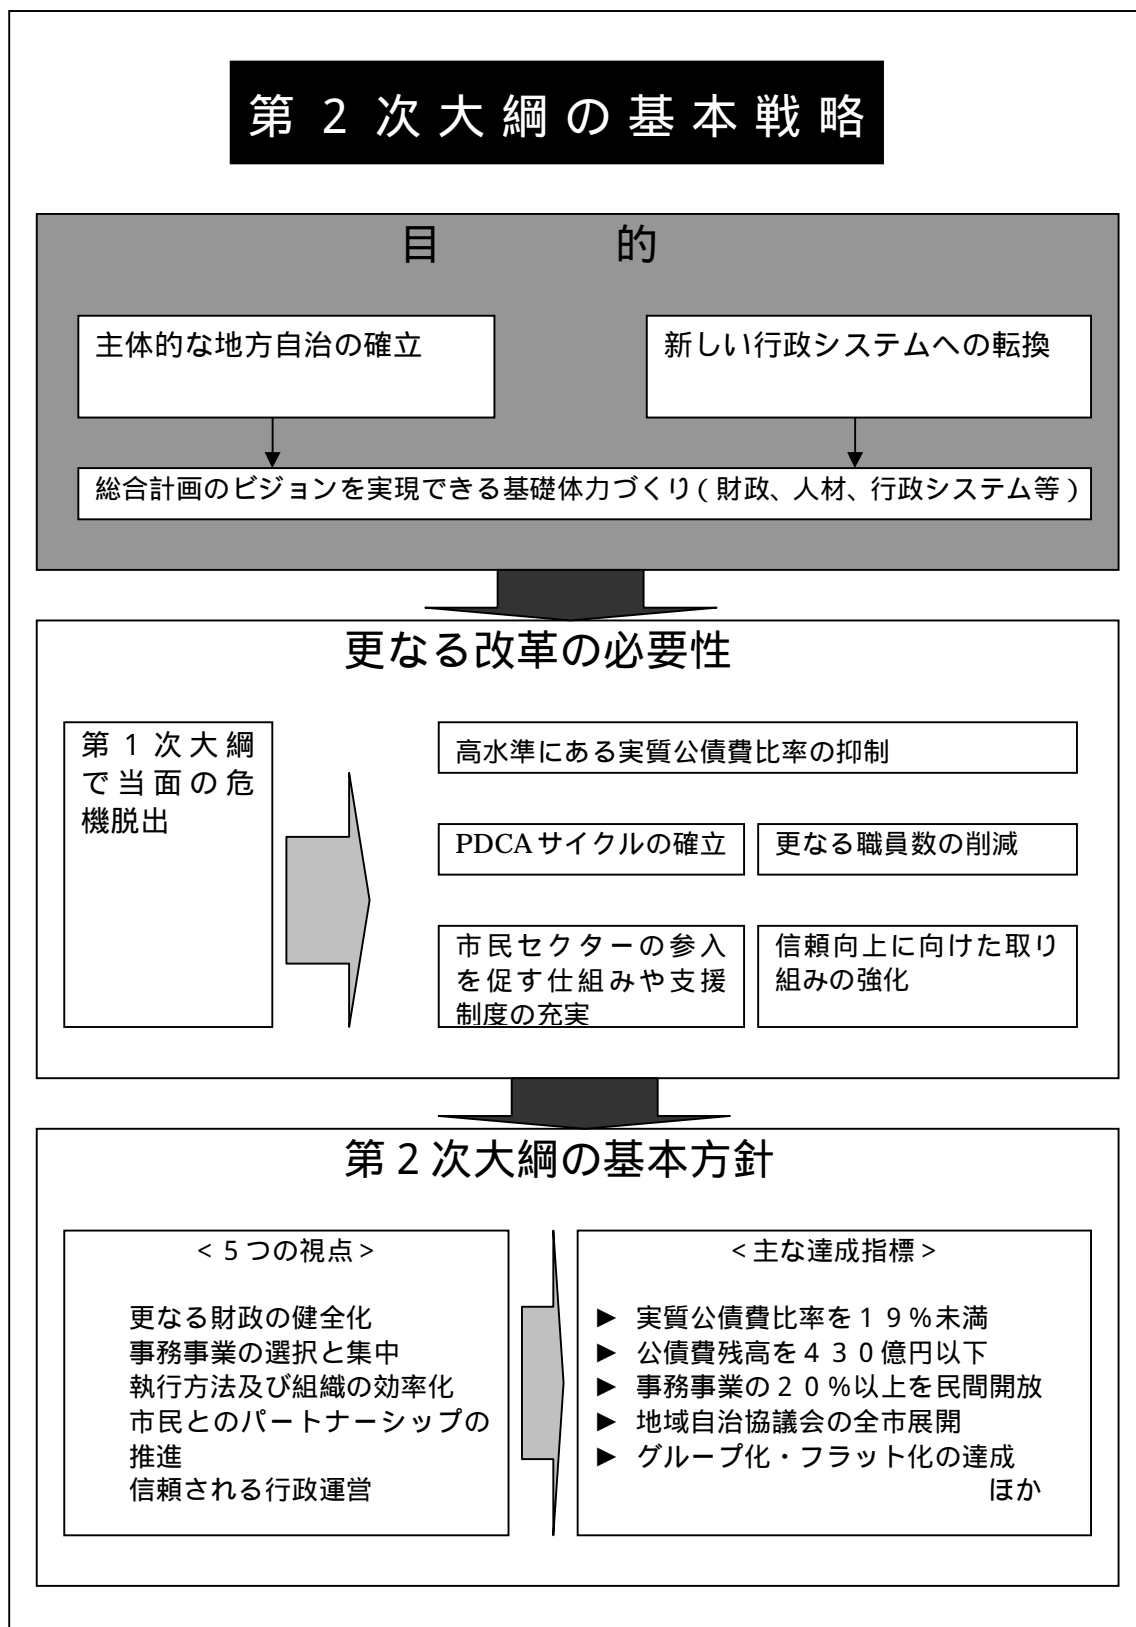 第２次大綱の基本戦略
目　的
主体的な地方自治の確立
新しい行政システムへの転換
総合計画のビジョンを実現できる基礎体力づくり（財政、人材、行政システム等）
更なる改革の必要性
第１次大綱
で当面の危
機脱出
高水準にある実質公債費比率の抑制
PDCAサイクルの確立
更なる職員数の削減
市民セクターの参入
を促す仕組みや支援
制度の充実
信頼向上に向けた取り
組みの強化
第２次大綱の基本方針
＜５つの視点＞
更なる財政の健全化
事務事業の選択と集中
執行方法及び組織の効率化
市民とのパートナーシップの
推進
信頼される行政運営
＜主な達成指標＞
► 実質公債費比率を１９％未満
► 公債費残高を４３０億円以下
► 事務事業の２０％以上を民間開放
► 地域自治協議会の全市展開
► グループ化・フラット化の達成
ほか